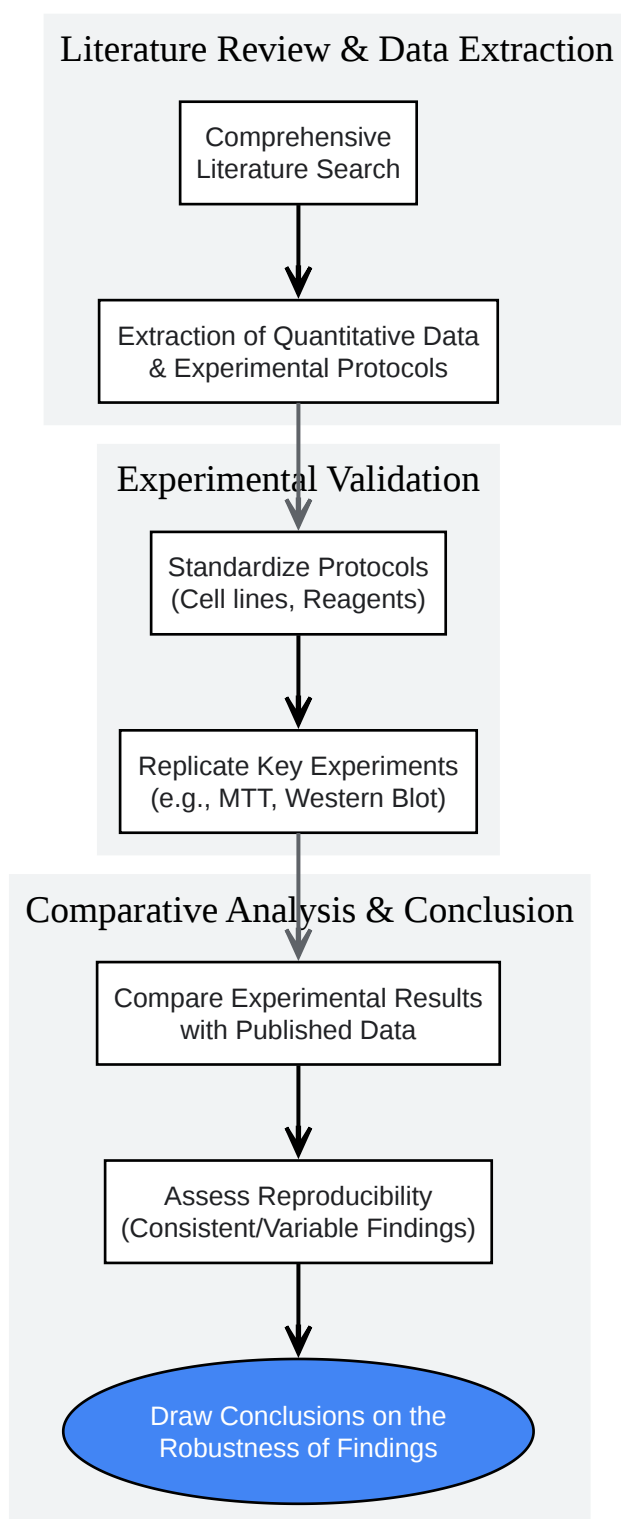 Literature Review & Data Extraction
Comprehensive
Literature Search
Extraction of Quantitative Data
& Experimental Protocols
Experimental Validation
Standardize Protocols
(Cell lines, Reagents)
Replicate Key Experiments
(e.g., MTT, Western Blot)
Comparative Analysis & Conclusion
Compare Experimental Results
with Published Data
Assess Reproducibility
(Consistent/Variable Findings)
Draw Conclusions on the
Robustness of Findings